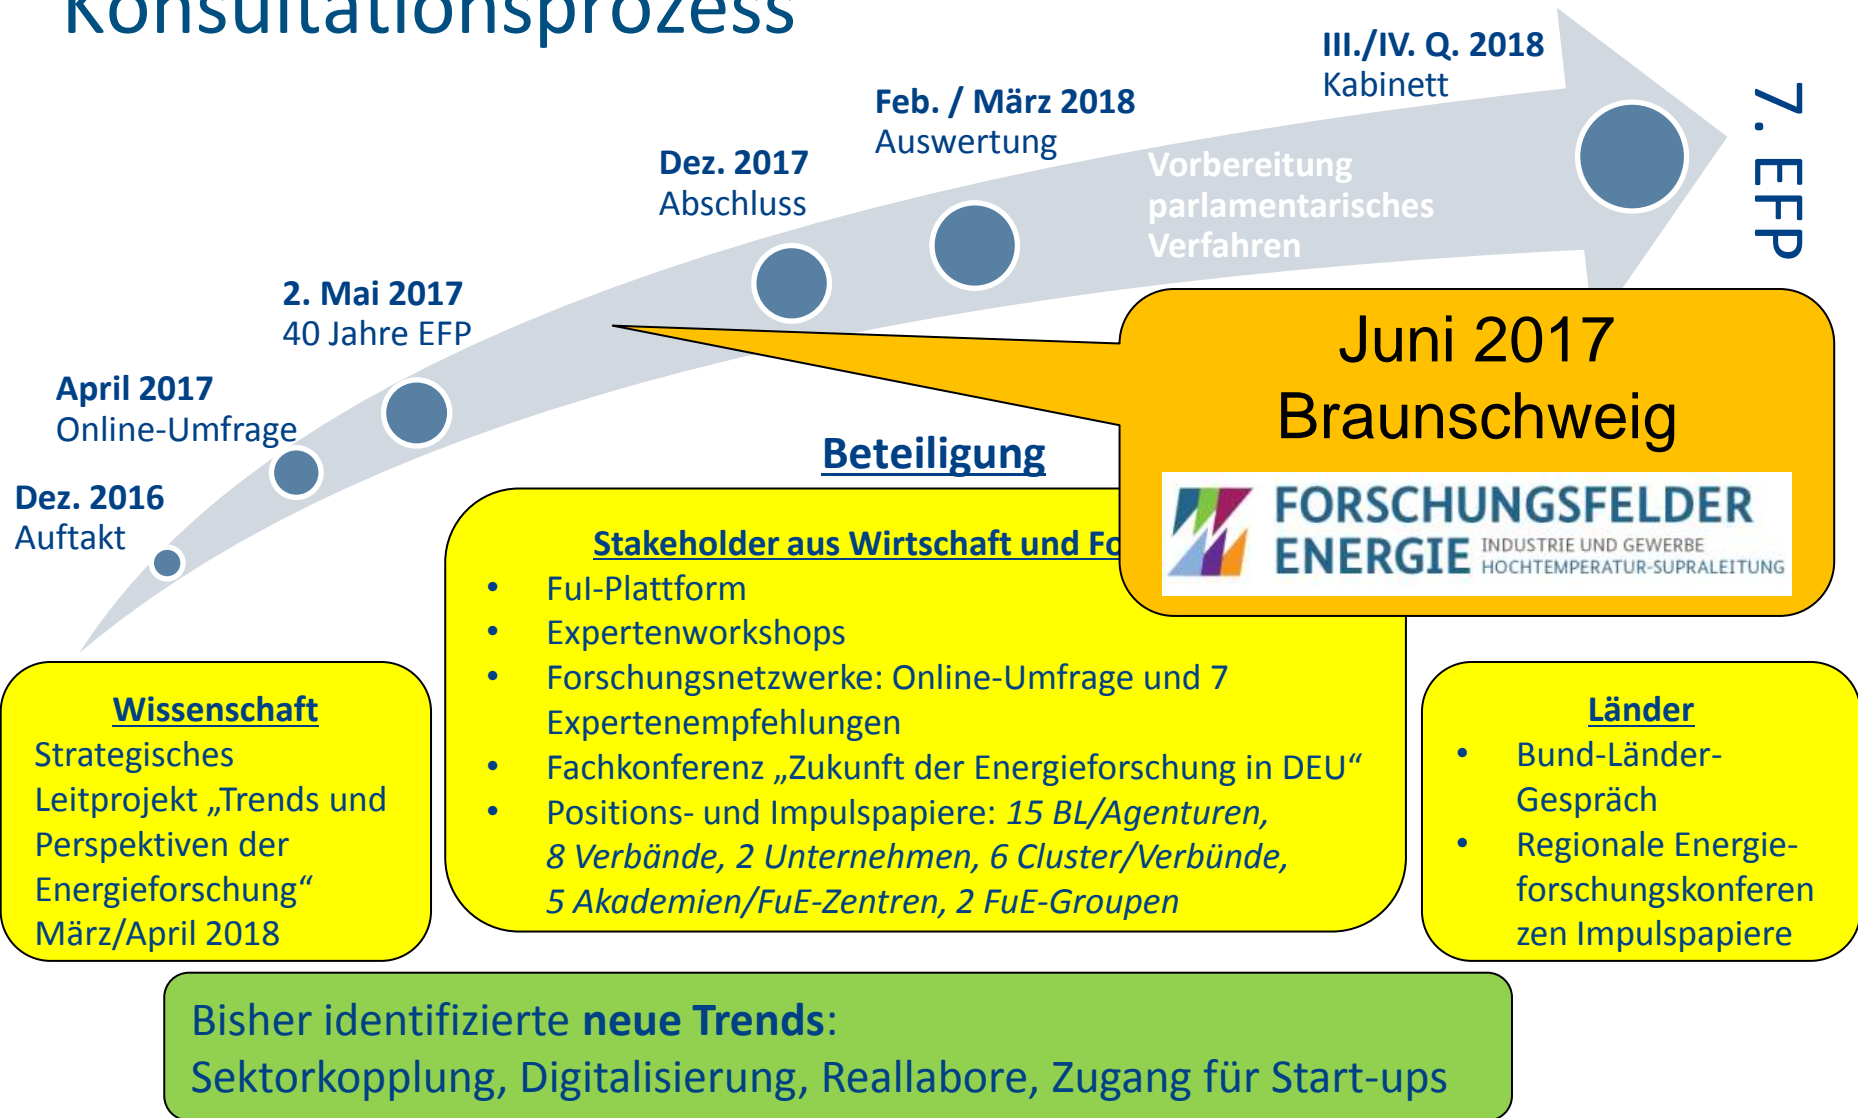 Konsultationsprozess
III./IV. Q. 2018
Kabinett
7. EFP
Feb. / März 2018
Auswertung
Vorbereitung
parlamentarisches
Verfahren
Dez. 2017
Abschluss
2. Mai 2017
40 Jahre EFP
April 2017
Online-Umfrage
Dez. 2016
Auftakt
Juni 2017
Braunschweig
FORSCHUNGSFELDER
ENERGIE INDUSTRIE UND GEWERBE
HOCHTEMPERATUR-SUPRALEITUNG
Beteiligung
Stakeholder aus Wirtschaft und Fo
• FuI-Plattform
• Expertenworkshops
• Forschungsnetzwerke: Online-Umfrage und 7
Expertenempfehlungen
• Fachkonferenz „Zukunft der Energieforschung in DEU“
• Positions- und Impulspapiere: 15 BL/Agenturen,
8 Verbände, 2 Unternehmen, 6 Cluster/Verbünde,
5 Akademien/FuE-Zentren, 2 FuE-Groupen
Wissenschaft
Strategisches
Leitprojekt „Trends und
Perspektiven der
Energieforschung“
März/April 2018
Länder
• Bund-Länder-
Gespräch
• Regionale Energie-
forschungskonferen
zen Impulspapiere
Bisher identifizierte neue Trends:
Sektorkopplung, Digitalisierung, Reallabore, Zugang für Start-ups